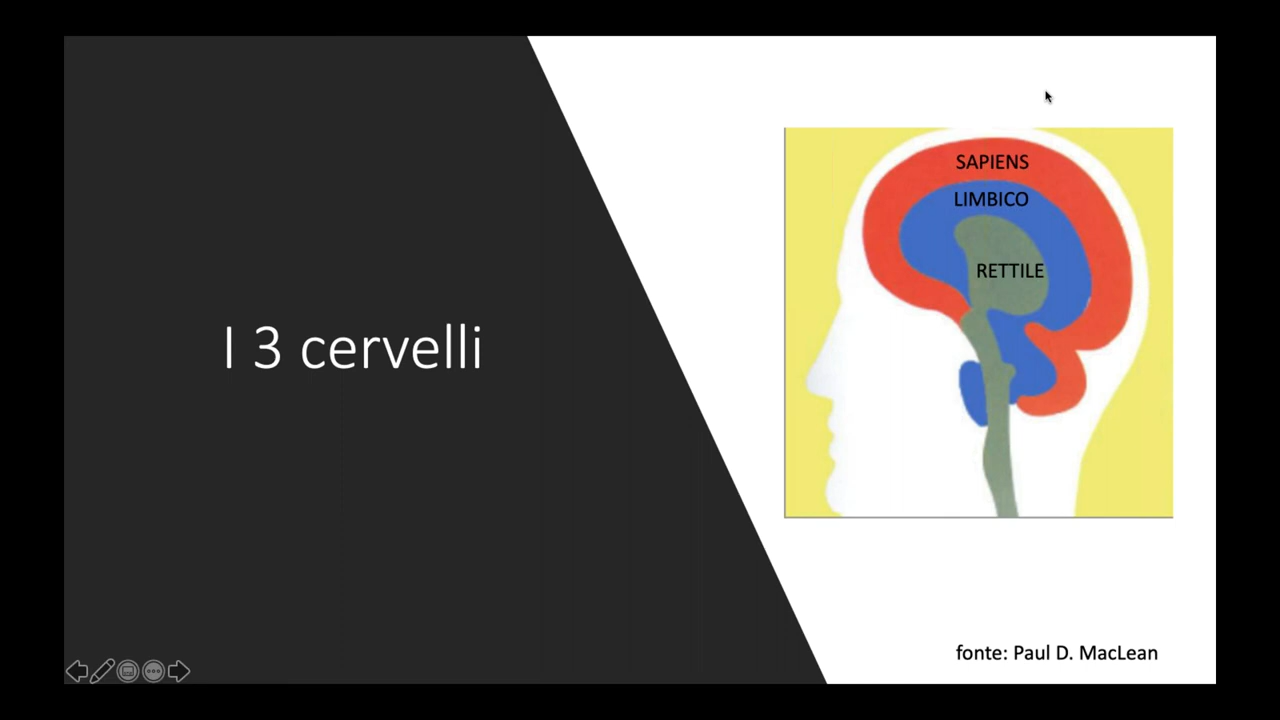 I 3 cervelli
SAPIENS
LIMBICO
RETTILE
fonte: Paul D. MacLean